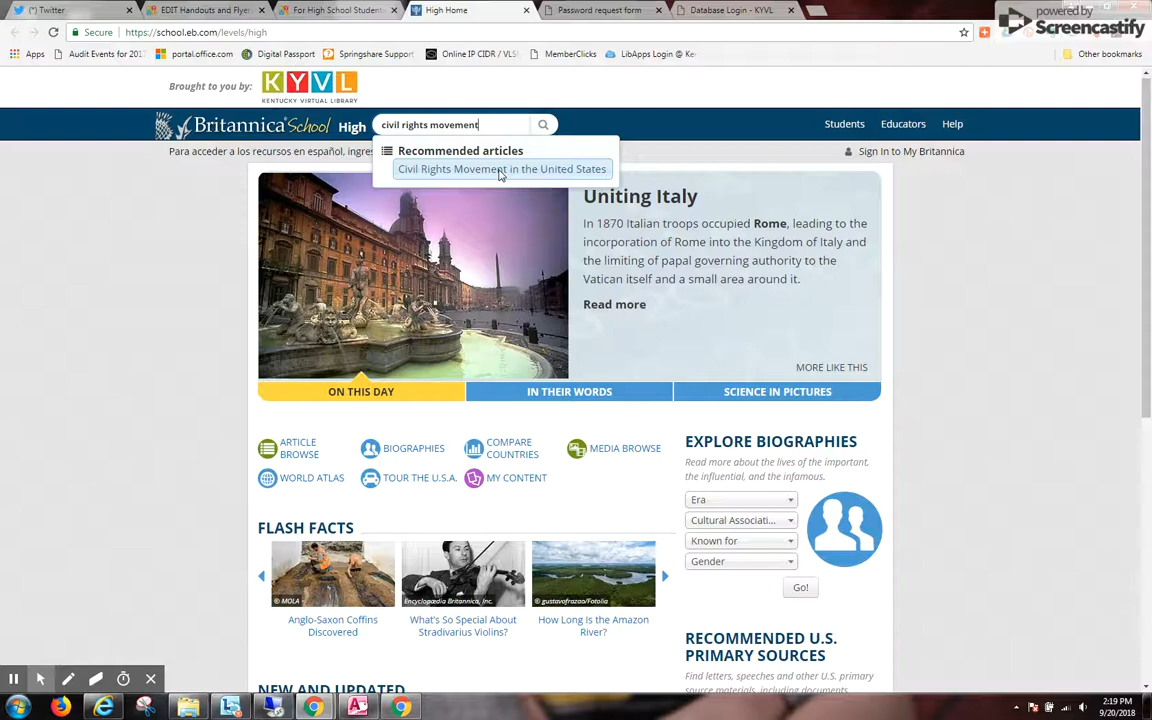 (*) Twitter
EDIT Handouts and Flyer
For High School Student
High Home
Password request form
Database Login - KYVL
powered by
Screencastify
Secure
https://school.eb.com/levels/high
Apps
Audit Events for 201
portal.office.com
Digital Passport
Springshare Support
Online IP CIDR / VLS
MemberClicks
LibApps Login @ Ke
Other bookmarks
Brought to you by:
KYVL
KENTUCKY VIRTUAL LIBRARY
Britannica School High
civil rights movement
Students
Educators
Help
Para acceder a los recursos en español, ingres
Sign In to My Britannica
Recommended articles
Civil Rights Movement in the United States
Uniting Italy
In 1870 Italian troops occupied Rome, leading to the
incorporation of Rome into the Kingdom of Italy and
the limiting of papal governing authority to the
Vatican itself and a small area around it.
Read more
MORE LIKE THIS
ON THIS DAY
IN THEIR WORDS
SCIENCE IN PICTURES
ARTICLE
BROWSE
BIOGRAPHIES
COMPARE
COUNTRIES
MEDIA BROWSE
WORLD ATLAS
TOUR THE U.S.A.
MY CONTENT
EXPLORE BIOGRAPHIES
Read more about the lives of the important,
the influential, and the infamous.
Era
Cultural Associati...
Known for
Gender
Go!
FLASH FACTS
© MOLA
Encyclopædia Britannica, Inc.
© gustavofrazao/Fotolia
Anglo-Saxon Coffins
Discovered
What's So Special About
Stradivarius Violins?
How Long Is the Amazon
River?
RECOMMENDED U.S.
PRIMARY SOURCES
Find letters, speeches and other U.S. primary
source materials, including documents,
NEW AND UPDATED
2:19 PM
9/20/2018